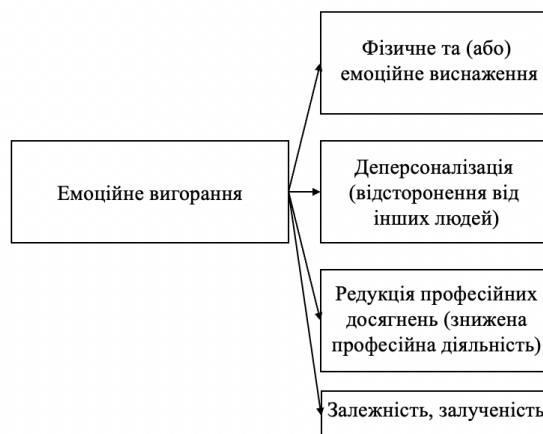 Фізичне та (або)
емоційне виснаження
Емоційне вигорання
Деперсоналізація
(відсторонення від
інших людей)
Редукція професійних
досягнень (знижена
професійна діяльність)
Залежність, залученість